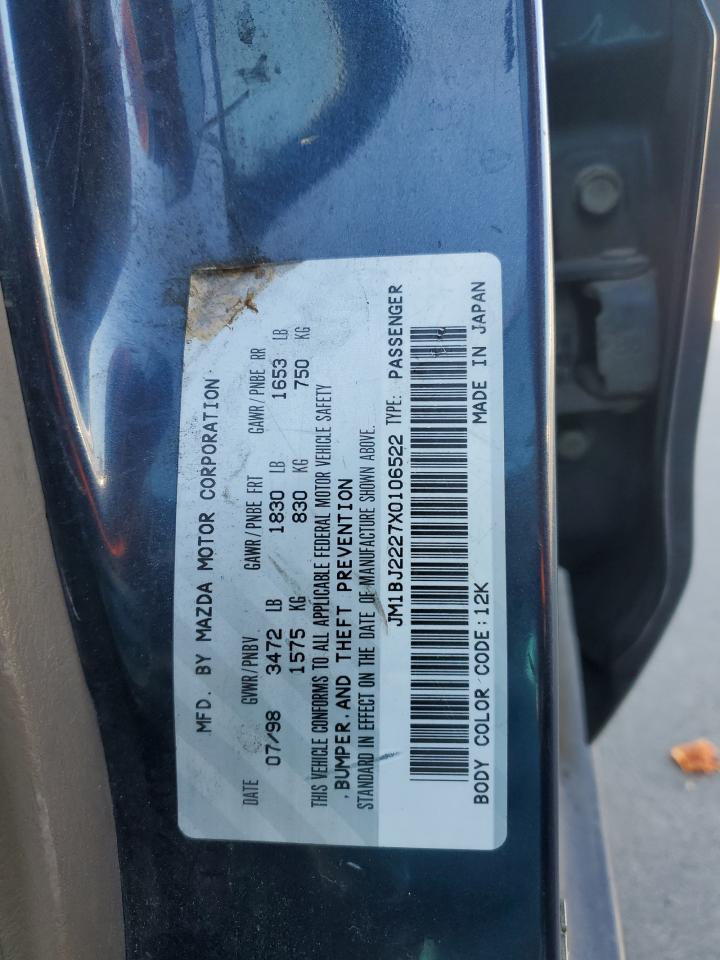 MFD. BY MAZDA MOTOR CORPORATION
DATE GVWR/PNBV GAWR/PNBE FRT GAWR/PNBE RR
07/98 3472 LB 1830 LB 1653 LB
1575 KG 830 KG 750 KG
THIS VEHICLE CONFORMS TO ALL APPLICABLE FEDERAL MOTOR VEHICLE SAFETY
, BUMPER, AND THEFT PREVENTION
STANDARD IN EFFECT ON THE DATE OF MANUFACTURE SHOWN ABOVE.
JM1BJ2227X0106522 TYPE: PASSENGER
BODY COLOR CODE:12K MADE IN JAPAN